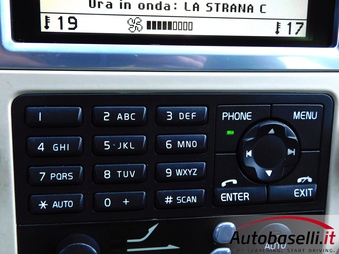 Ora in onda: LA STRANA C
19 17
1 2 ABC 3 DEF PHONE MENU
4 GHI 5 JKL 6 MNO
7 PQRS 8 TUV 9 WXYZ
* AUTO 0 + # SCAN ENTER EXIT
Autobaselli.it
AUTO